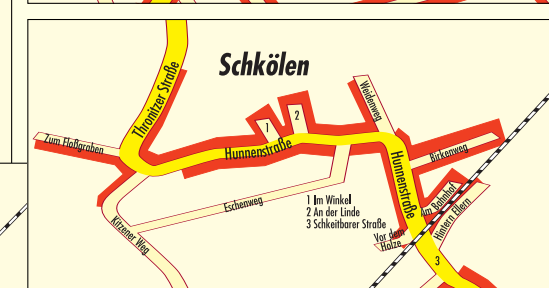 Schkölen
Thronitzer Straße
Weidenweg
Zum Floßgraben
1
2
Hunnenstraße
Birkenweg
Hunnenstraße
Eschenweg
Am Bahnhof
Hintern Ellern
1 Im Winkel
2 An der Linde
3 Schkeitbarer Straße
Kitzener Weg
Vor dem
Holze
3